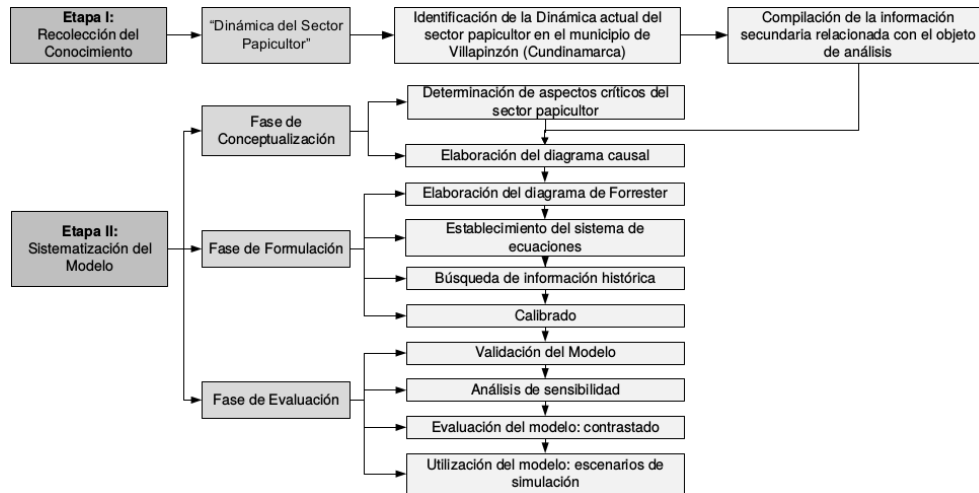 Etapa I:
Recolección del
Conocimiento
“Dinámica del Sector
Papicultor”
Identificación de la Dinámica actual del
sector papicultor en el municipio de
Villapinzón (Cundinamarca)
Compilación de la información
secundaria relacionada con el objeto
de análisis
Etapa II:
Sistematización del
Modelo
Fase de
Conceptualización
Determinación de aspectos críticos del
sector papicultor
Elaboración del diagrama causal
Fase de Formulación
Elaboración del diagrama de Forrester
Establecimiento del sistema de
ecuaciones
Búsqueda de información histórica
Calibrado
Fase de Evaluación
Validación del Modelo
Análisis de sensibilidad
Evaluación del modelo: contrastado
Utilización del modelo: escenarios de
simulación